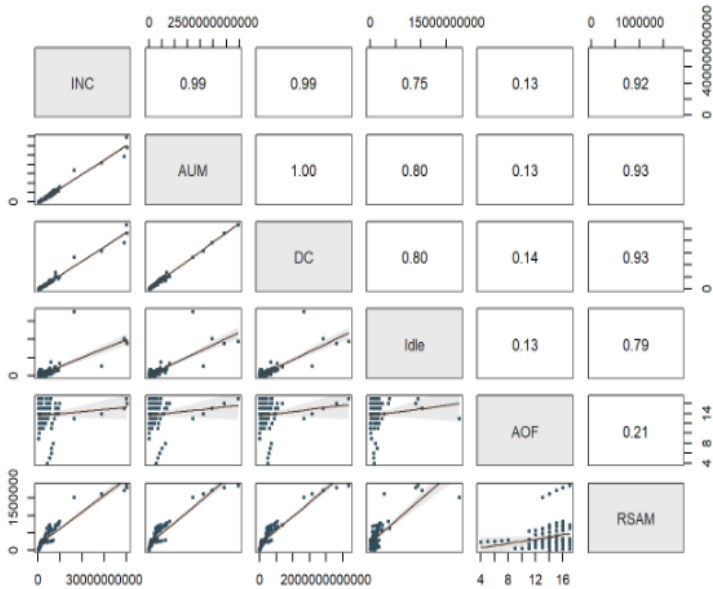 0 2500000000000 0 15000000000 0 1000000
INC 0.99 0.99 0.75 0.13 0.92
0 40000000000
AUM 1.00 0.80 0.13 0.93
0
DC 0.80 0.14 0.93
0
Idle 0.13 0.79
0
AOF 0.21
4 8 14
RSAM
0 1500000
0 30000000000 0 2000000000000 4 8 12 16